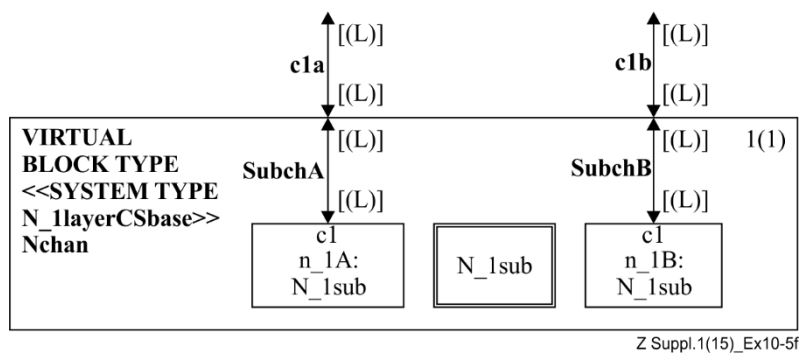 [(L)]
[(L)]
c1a
c1b
[(L)]
[(L)]
VIRTUAL
BLOCK TYPE
<<SYSTEM TYPE
N_1layerCSbase>>
Nchan
[(L)]
[(L)]
1(1)
SubchA
SubchB
[(L)]
[(L)]
c1
n_1A:
N_1sub
N_1sub
c1
n_1B:
N_1sub
Z Suppl.1(15)_Ex10-5f